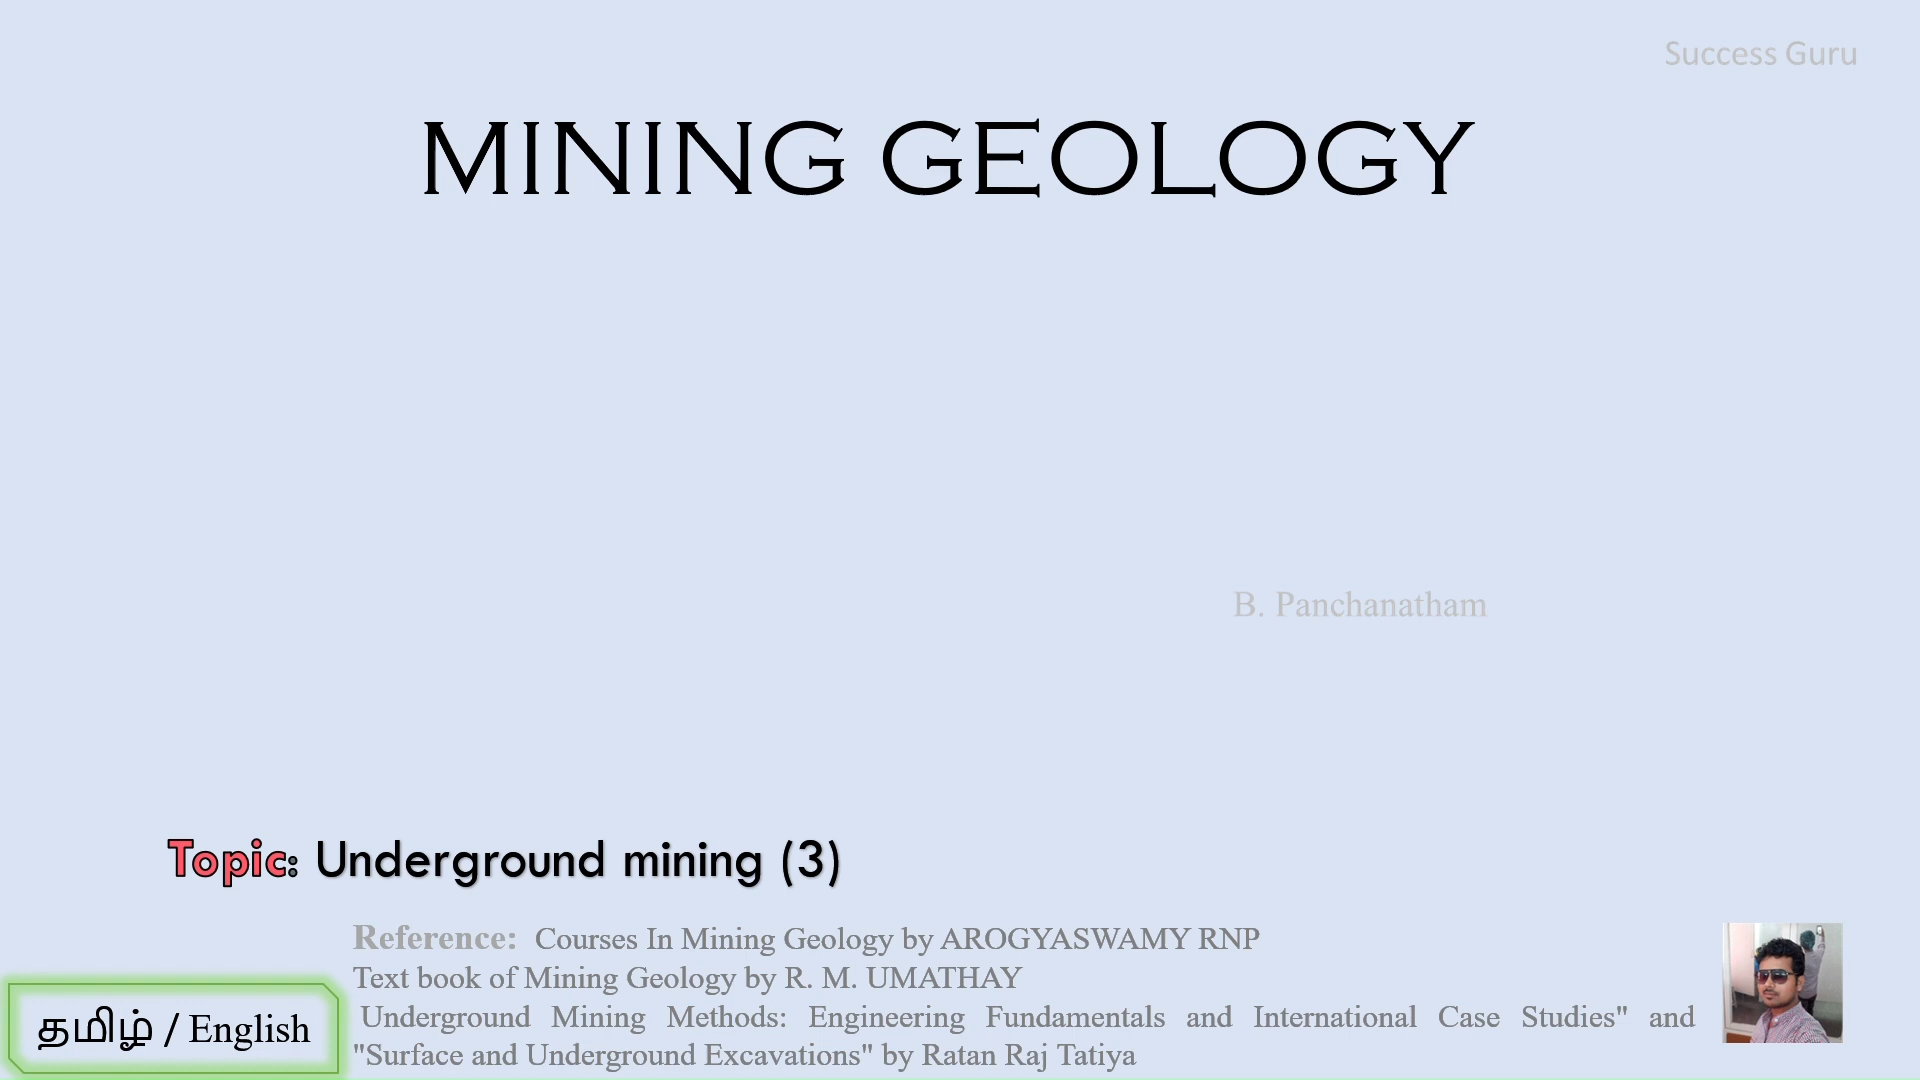 Success Guru
MINING GEOLOGY
B. Panchanatham
Topic: Underground mining (3)
Reference: Courses In Mining Geology by AROGYASWAMY RNP
Text book of Mining Geology by R. M. UMATHAY
Underground Mining Methods: Engineering Fundamentals and International Case Studies" and
"Surface and Underground Excavations" by Ratan Raj Tatiya
தமிழ் / English